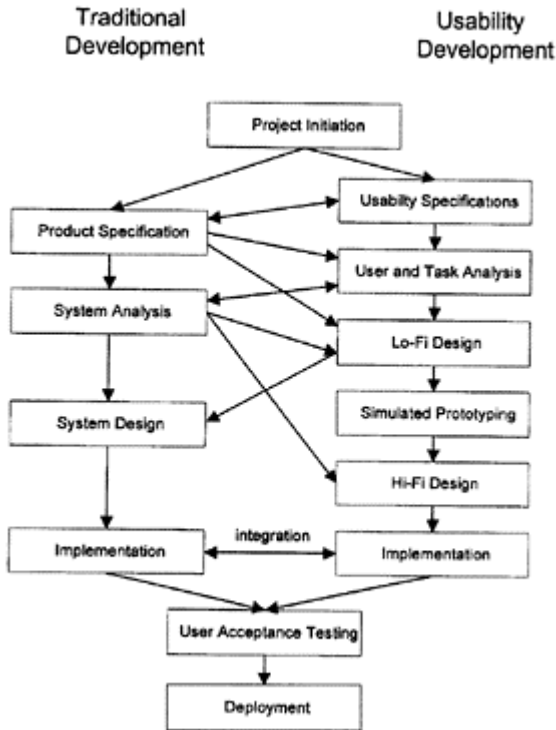 Traditional
Development
Usability
Development
Project Initiation
Usabilty Specifications
Product Specification
User and Task Analysis
System Analysis
Lo-Fi Design
System Design
Simulated Prototyping
Hi-Fi Design
integration
Implementation
Implementation
User Acceptance Testing
Deployment